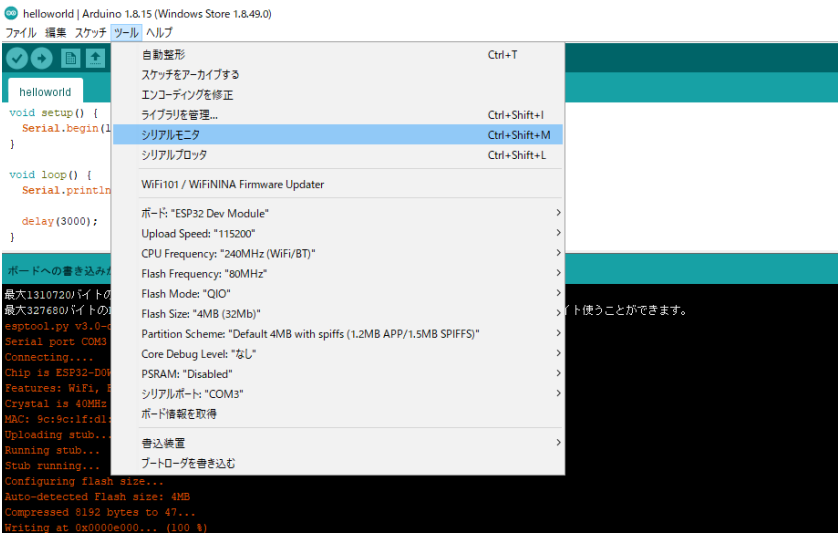 helloworld | Arduino 1.8.15 (Windows Store 1.8.49.0)
ファイル 編集 スケッチ ツール ヘルプ
helloworld
void setup() {
Serial.begin(
}
void loop() {
Serial.println
delay(3000);
}
自動整形 Ctrl+T
スケッチをアーカイブする
エンコーディングを修正
ライブラリを管理... Ctrl+Shift+I
シリアルモニタ Ctrl+Shift+M
シリアルプロッタ Ctrl+Shift+L
WiFi101 / WiFiNINA Firmware Updater
ボード: "ESP32 Dev Module"
Upload Speed: "115200"
CPU Frequency: "240MHz (WiFi/BT)"
Flash Frequency: "80MHz"
Flash Mode: "QIO"
Flash Size: "4MB (32Mb)"
Partition Scheme: "Default 4MB with spiffs (1.2MB APP/1.5MB SPIFFS)"
Core Debug Level: "なし"
PSRAM: "Disabled"
シリアルポート: "COM3"
ボード情報を取得
書込装置
ブートローダを書き込む
ボードへの書き込みが
最大1310720バイトの
最大327680バイトの イト使うことができます。
esptool.py v3.0-d
Serial port COM3
Connecting....
Chip is ESP32-D0W
Features: WiFi,
Crystal is 40MHz
MAC: 9c:9c:1f:d1:
Uploading stub...
Running stub...
Stub running...
Configuring flash size...
Auto-detected Flash size: 4MB
Compressed 8192 bytes to 47...
Writing at 0x0000e000... (100 %)